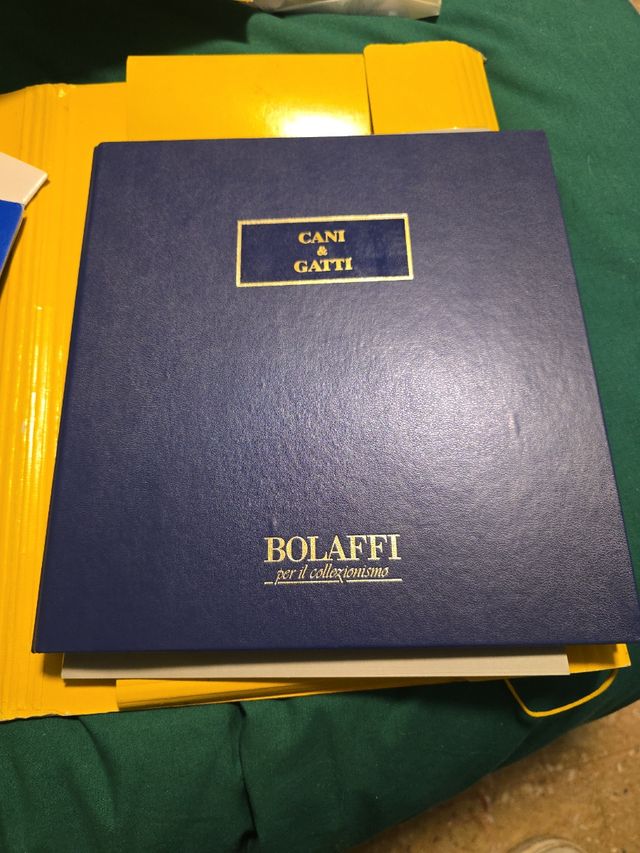 CANI
&
GATTI
BOLAFFI
per il collezionismo